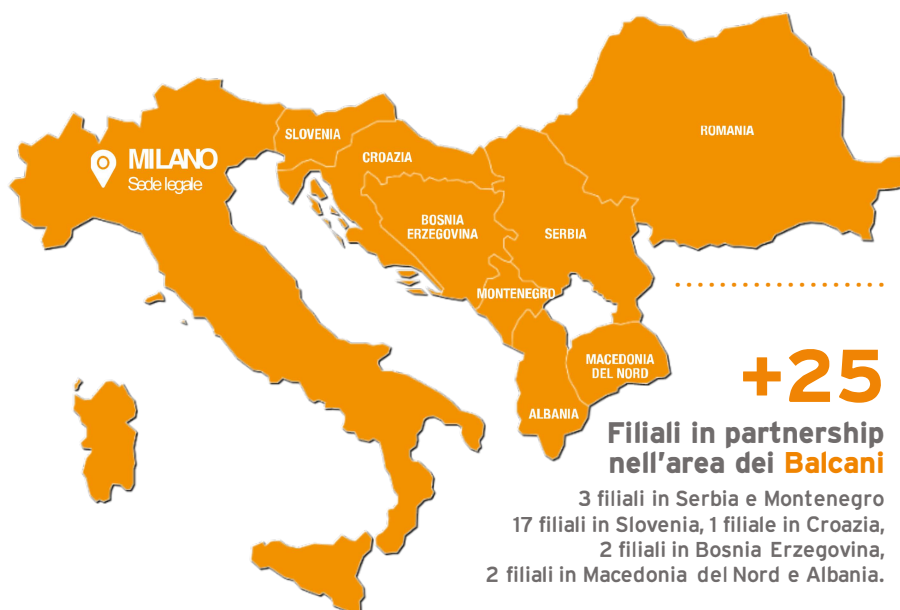 ROMANIA
SLOVENIA
MILANO
Sede legale
CROAZIA
BOSNIA
ERZEGOVINA
SERBIA
MONTENEGRO
MACEDONIA
DEL NORD
ALBANIA
+25
Filiali in partnership
nell'area dei Balcani
3 filiali in Serbia e Montenegro
17 filiali in Slovenia, 1 filiale in Croazia,
2 filiali in Bosnia Erzegovina,
2 filiali in Macedonia del Nord e Albania.